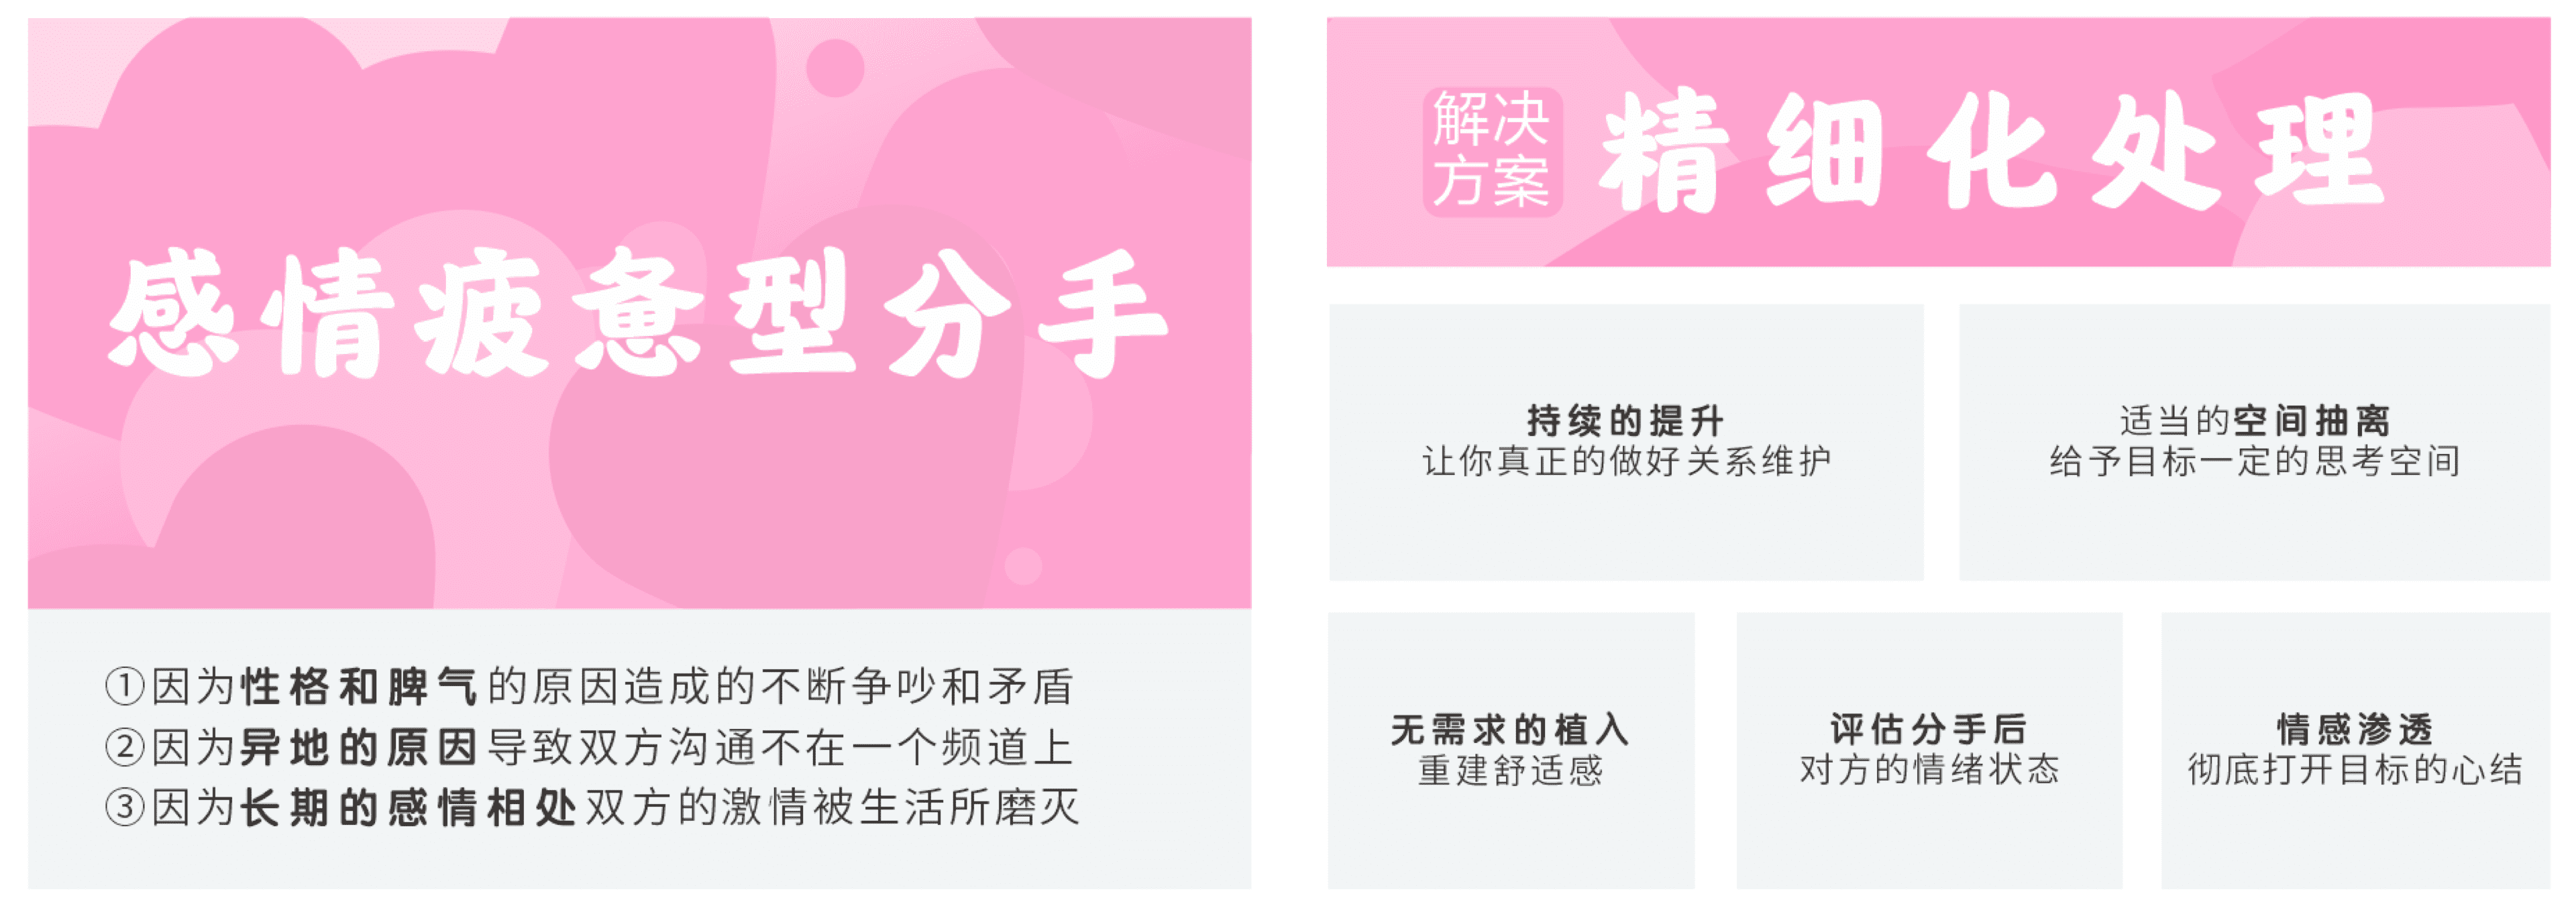 感情疲惫型分手
①因为性格和脾气的原因造成的不断争吵和矛盾
②因为异地的原因导致双方沟通不在一个频道上
③因为长期的感情相处双方的激情被生活所磨灭
解决
方案
精细化处理
持续的提升
让你真正的做好关系维护
适当的空间抽离
给予目标一定的思考空间
无需求的植入
重建舒适感
评估分手后
对方的情绪状态
情感渗透
彻底打开目标的心结